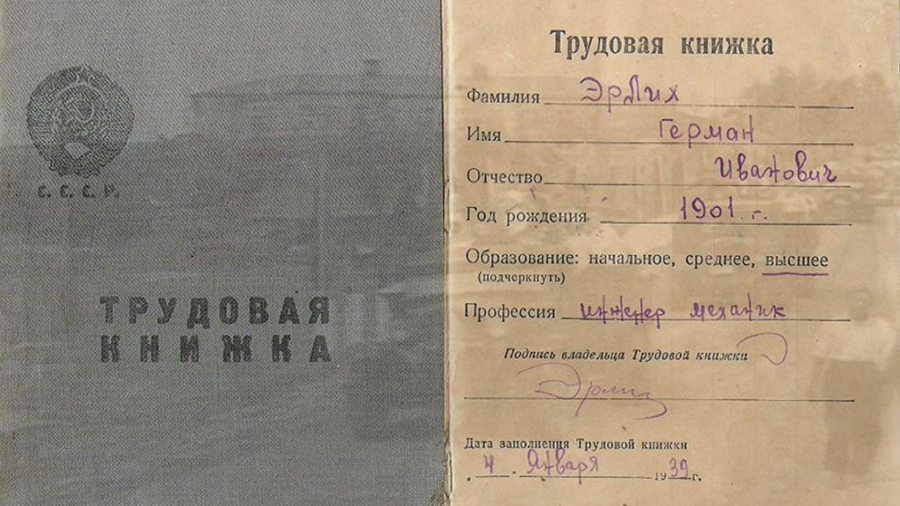 С. С. С. Р.
ТРУДОВАЯ
КНИЖКА
Трудовая книжка
Фамилия Эрлих
Имя Герман
Отчество Иванович
Год рождения 1901 г.
Образование: начальное, среднее, высшее
(подчеркнуть)
Профессия инженер механик
Подпись владельца Трудовой книжки
Эрлих
Дата заполнения Трудовой книжки
"4" Января 1939 г.